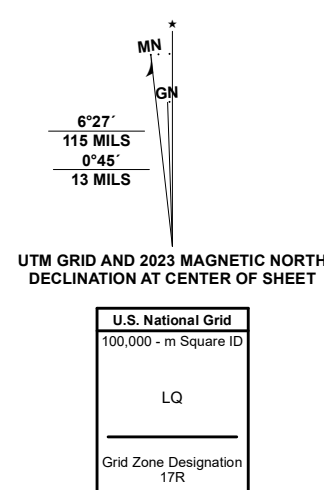 MN
GN
6°27´
115 MILS
0°45´
13 MILS
UTM GRID AND 2023 MAGNETIC NORTH
DECLINATION AT CENTER OF SHEET
U.S. National Grid
100,000 - m Square ID
LQ
Grid Zone Designation
17R